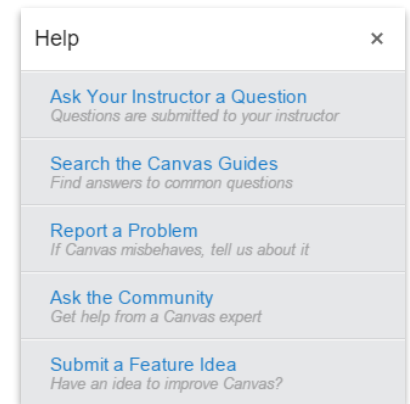 Help ×
Ask Your Instructor a Question
Questions are submitted to your instructor
Search the Canvas Guides
Find answers to common questions
Report a Problem
If Canvas misbehaves, tell us about it
Ask the Community
Get help from a Canvas expert
Submit a Feature Idea
Have an idea to improve Canvas?